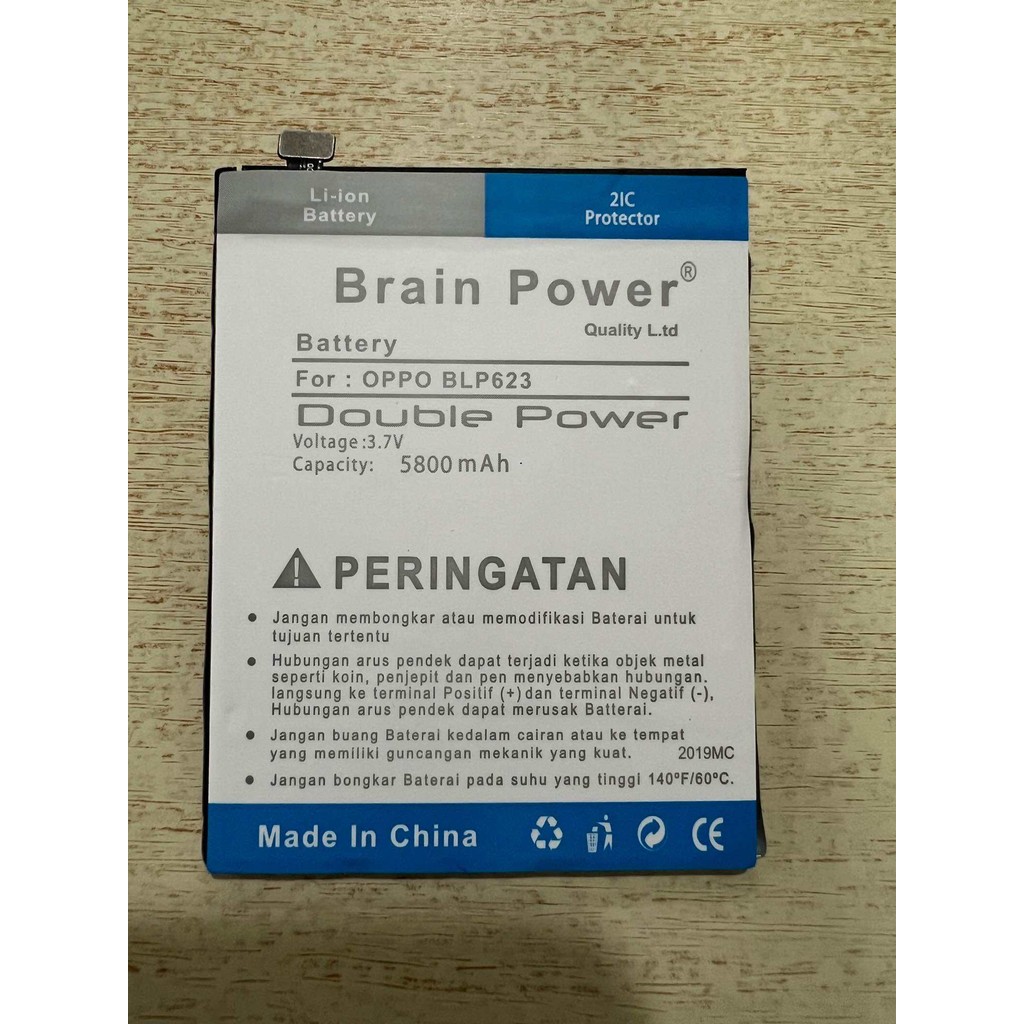 Li-ion
Battery
2IC
Protector
Brain Power®
Quality L.td
Battery
For : OPPO BLP623
Double Power
Voltage :3.7V
Capacity: 5800 mAh .
PERINGATAN
• Jangan membongkar atau memodifikasi Baterai untuk
tujuan tertentu
• Hubungan arus pendek dapat terjadi ketika objek metal
seperti koin, penjepit dan pen menyebabkan hubungan.
langsung ke terminal Positif (+) dan terminal Negatif (-),
Hubungan arus pendek dapat merusak Batterai.
• Jangan buang Baterai kedalam cairan atau ke tempat
yang memiliki guncangan mekanik yang kuat. 2019MC
• Jangan bongkar Baterai pada suhu yang tinggi 140ºF/60ºC.
Made In China
CE